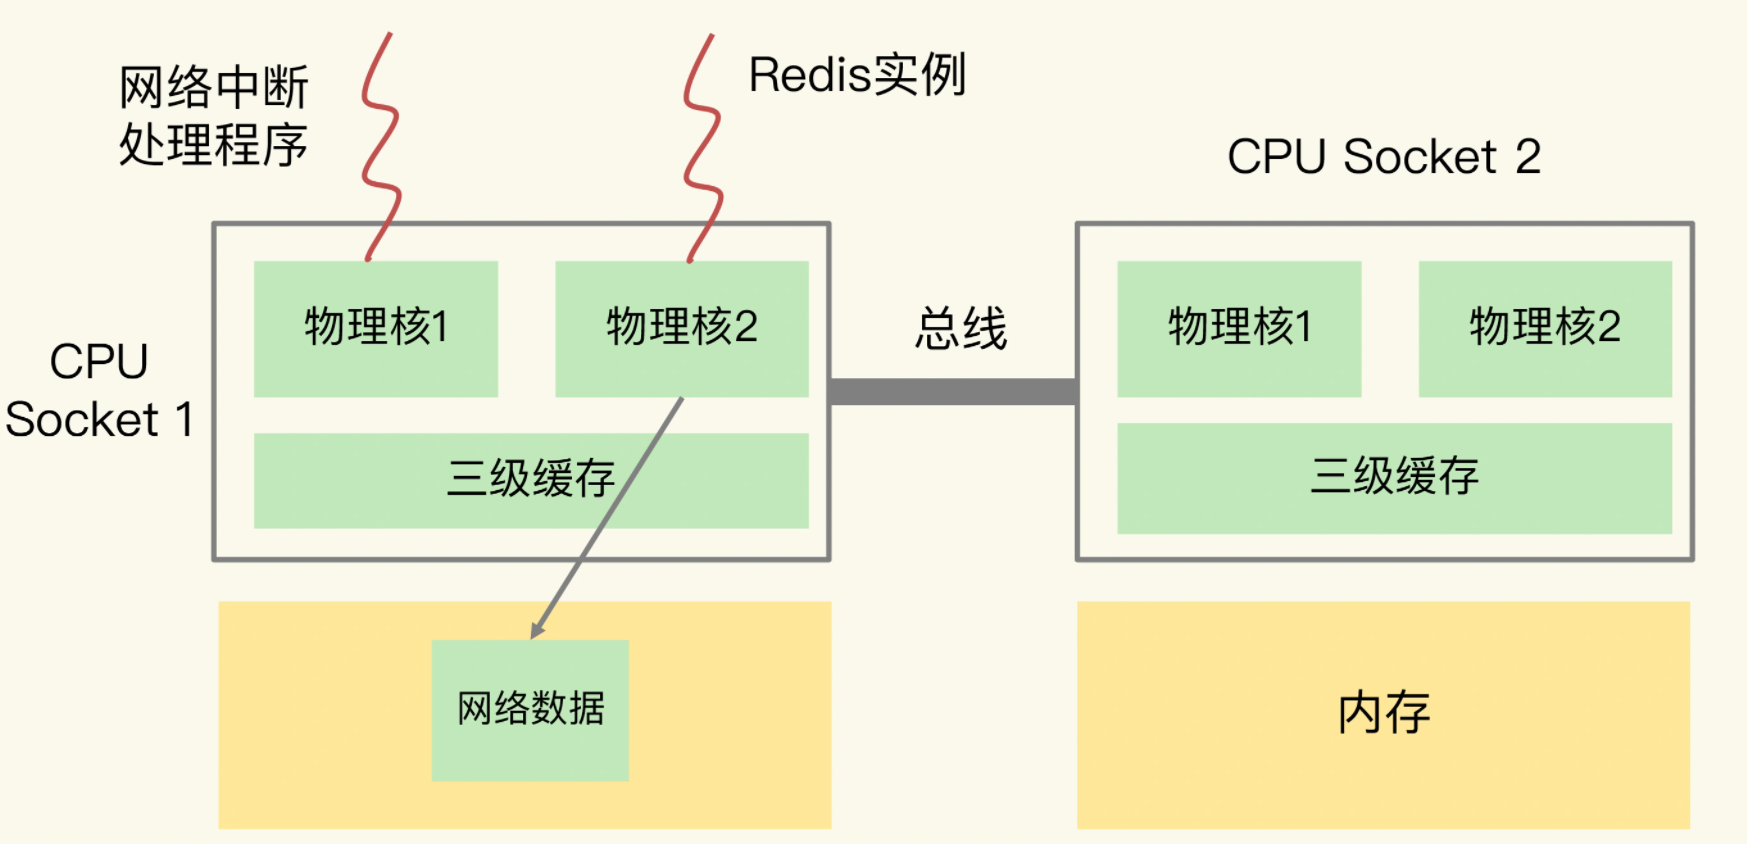 网络中断
处理程序
Redis实例
CPU Socket 2
CPU
Socket 1
物理核1
物理核2
总线
物理核1
物理核2
三级缓存
三级缓存
网络数据
内存